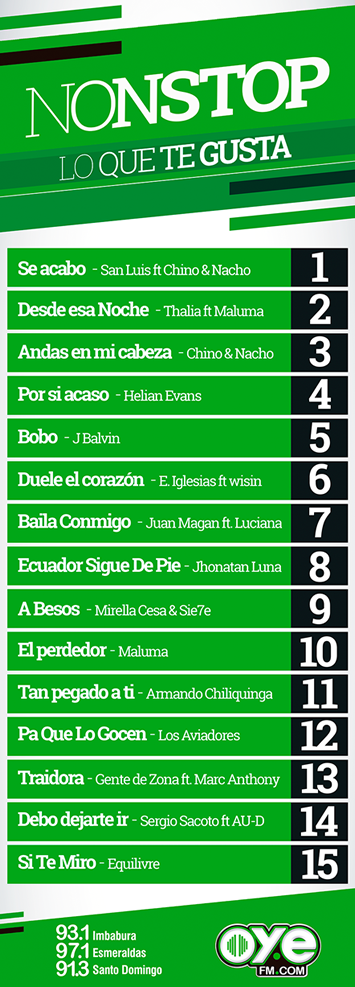 NONSTOP
LO QUE TE GUSTA
Se acabo - San Luis ft Chino & Nacho 1
Desde esa Noche - Thalia ft Maluma 2
Andas en mi cabeza - Chino & Nacho 3
Por si acaso - Helian Evans 4
Bobo - J Balvin 5
Duele el corazón - E. Iglesias ft wisin 6
Baila Conmigo - Juan Magan ft. Luciana 7
Ecuador Sigue De Pie - Jhonatan Luna 8
A Besos - Mirella Cesa & Sie7e 9
El perdedor - Maluma 10
Tan pegado a ti - Armando Chiliquinga 11
Pa Que Lo Gocen - Los Aviadores 12
Traidora - Gente de Zona ft. Marc Anthony 13
Debo dejarte ir - Sergio Sacoto ft AU-D 14
Si Te Miro - Equilivre 15
93.1 Imbabura
97.1 Esmeraldas
91.3 Santo Domingo
oye
FM.COM